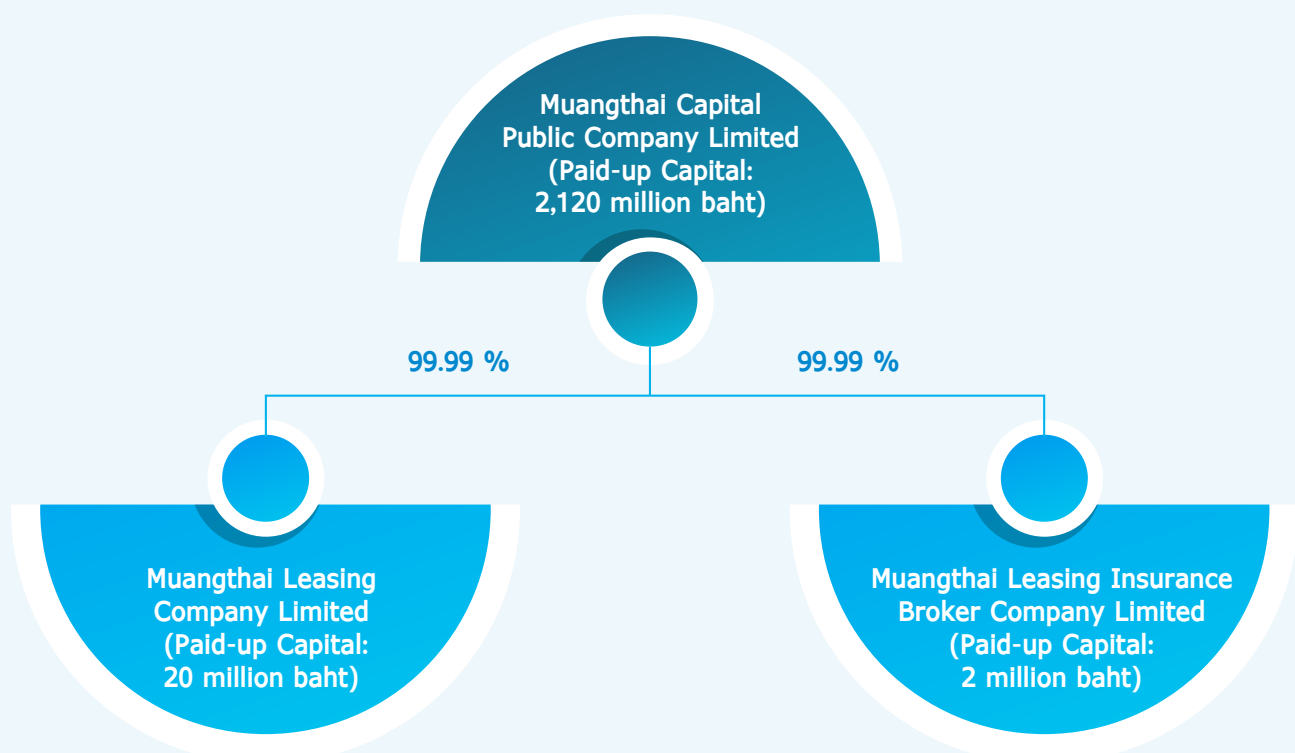 Muangthai Capital
Public Company Limited
(Paid-up Capital:
2,120 million baht)
99.99 %
99.99 %
Muangthai Leasing
Company Limited
(Paid-up Capital:
20 million baht)
Muangthai Leasing Insurance
Broker Company Limited
(Paid-up Capital:
2 million baht)